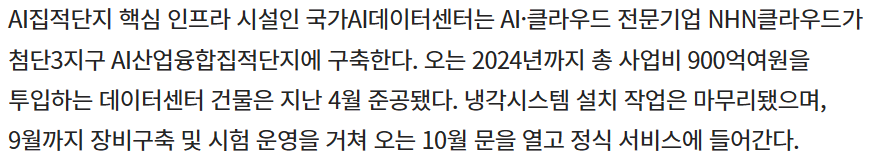 AI집적단지 핵심 인프라 시설인 국가AI데이터센터는 AI·클라우드 전문기업 NHN클라우드가
첨단3지구 AI산업융합집적단지에 구축한다. 오는 2024년까지 총 사업비 900억여원을
투입하는 데이터센터 건물은 지난 4월 준공됐다. 냉각시스템 설치 작업은 마무리됐으며,
9월까지 장비구축 및 시험 운영을 거쳐 오는 10월 문을 열고 정식 서비스에 들어간다.